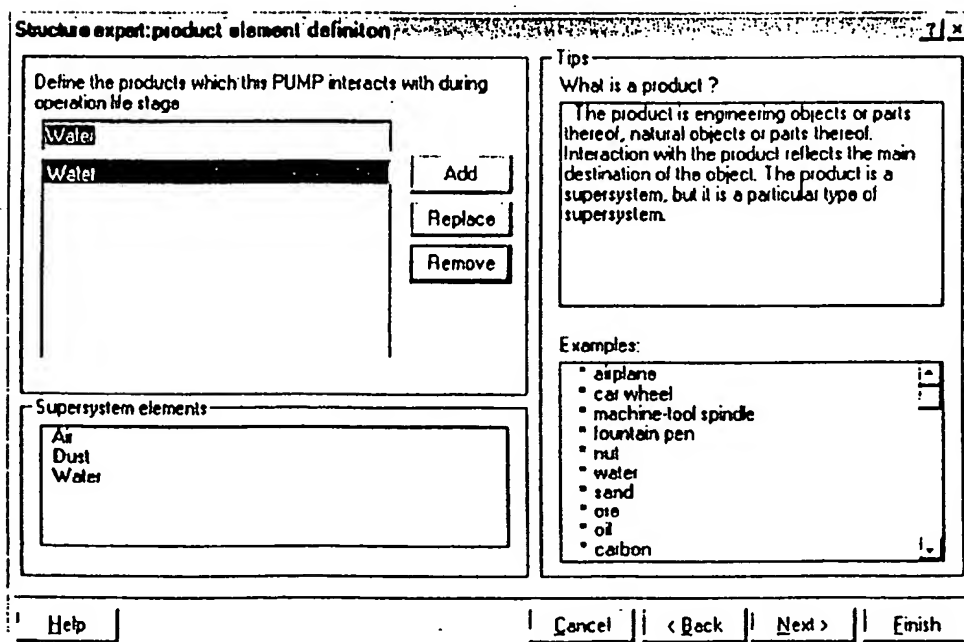 Structure expert:product element definiton
? ×
Define the products which this PUMP interacts with during
operation life stage
Water
Water
Add
Replace
Remove
Supersystem elements
Air
Dust
Water
Tips
What is a product ?
The product is engineering objects or parts
thereof, natural objects or parts thereof.
Interaction with the product reflects the main
destination of the object. The product is a
supersystem, but it is a particular type of
supersystem.
Examples:
* airplane
* car wheel
* machine-tool spindle
* fountain pen
* nut
* water
* sand
* ore
* oil
* carbon
Help
Cancel
< Back
Next >
Finish